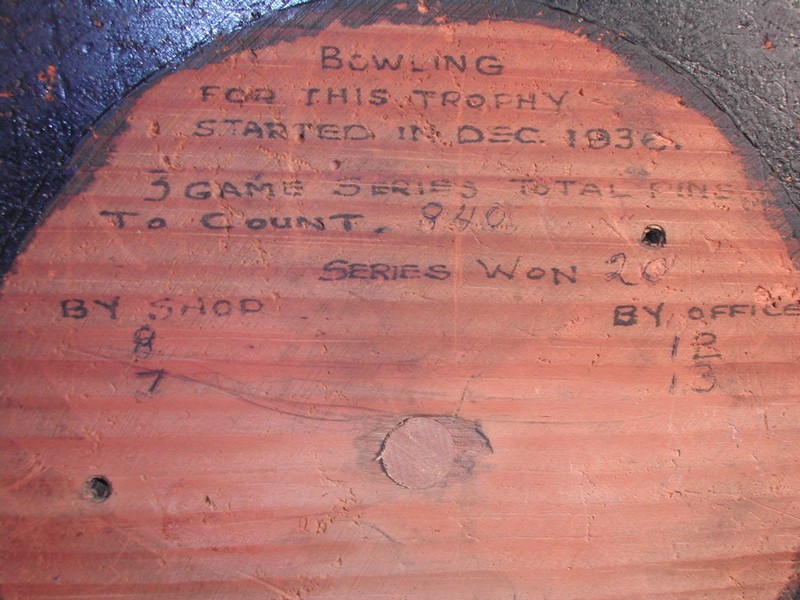 BOWLING
FOR THIS TROPHY
STARTED IN DEC. 1936.
3 GAME SERIES TOTAL PINS
TO COUNT. 940
SERIES WON 20
BY SHOP BY OFFICE
8 12
7 13